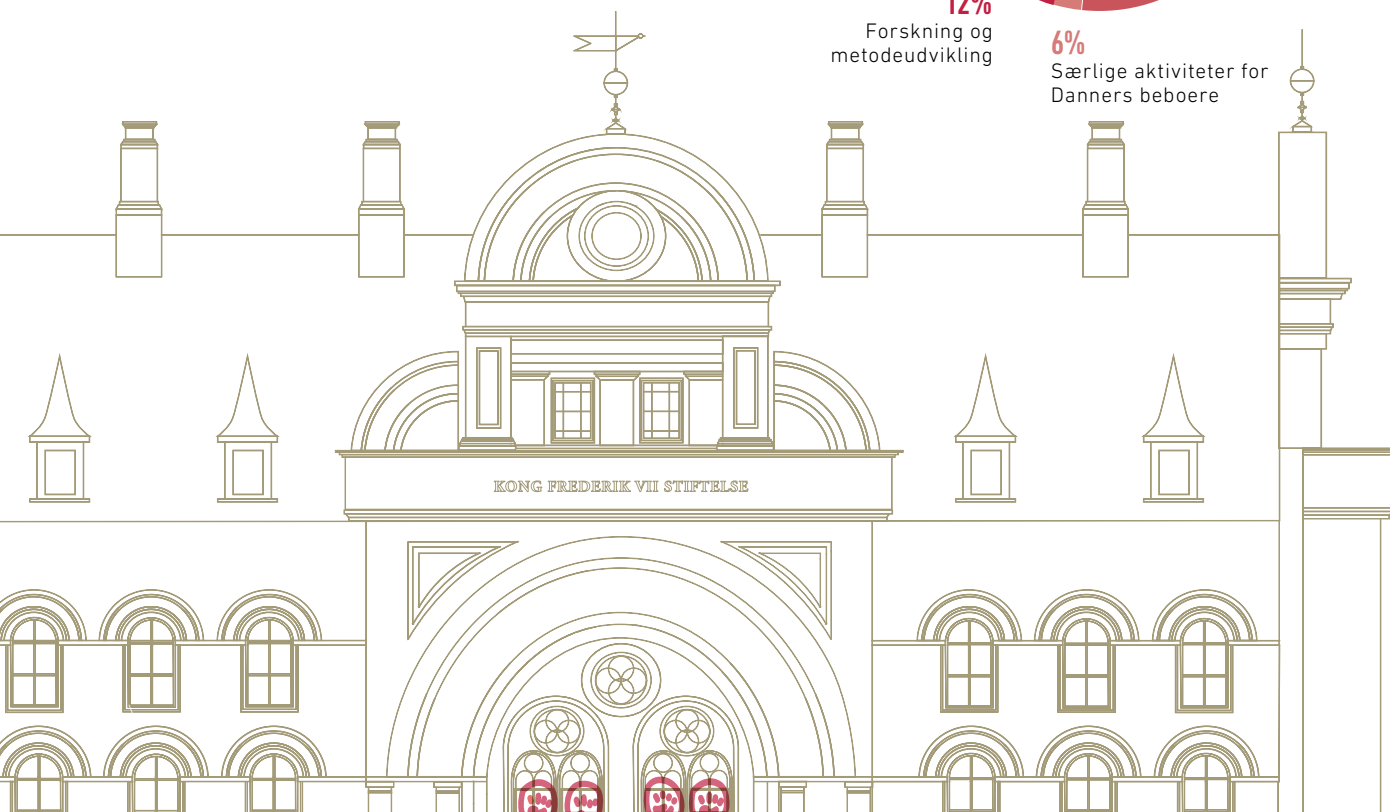 12%
Forskning og
metodeudvikling
6%
Særlige aktiviteter for
Danners beboere
KONG FREDERIK VII STIFTELSE